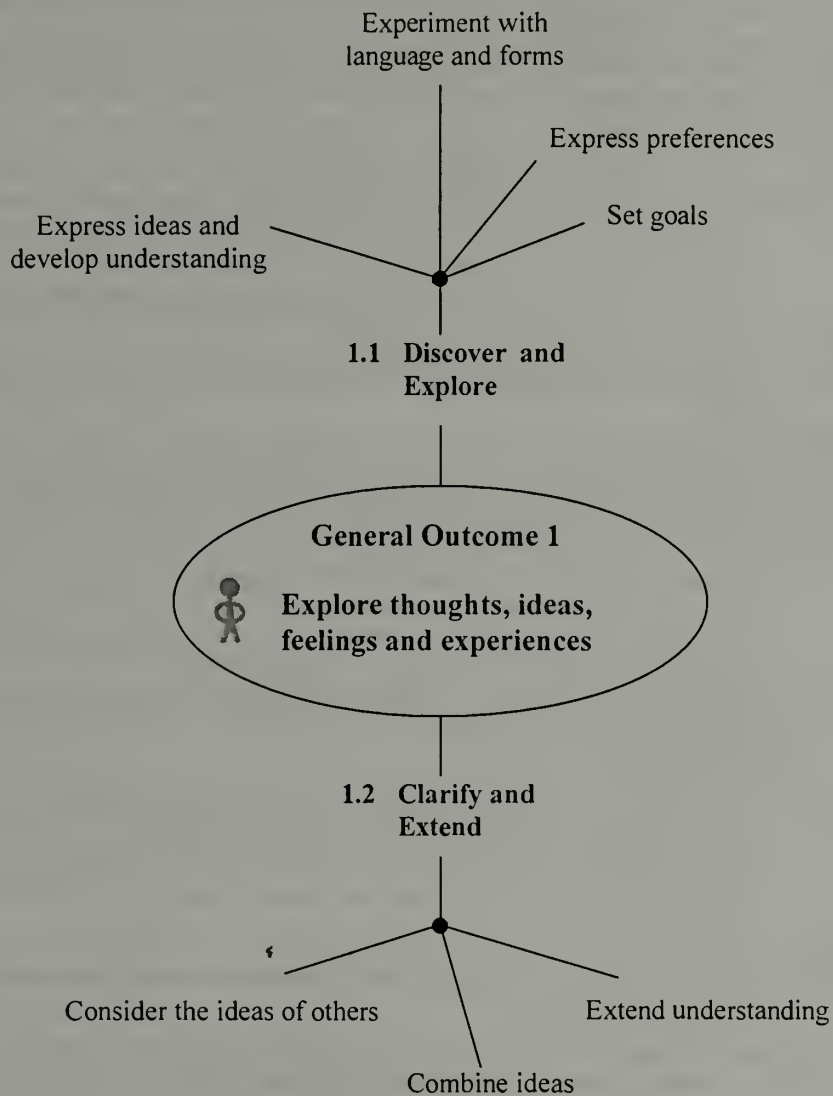 Experiment with
language and forms
Express preferences
Set goals
Express ideas and
develop understanding
1.1 Discover and
Explore
General Outcome 1
Explore thoughts, ideas,
feelings and experiences
1.2 Clarify and
Extend
Consider the ideas of others
Extend understanding
Combine ideas